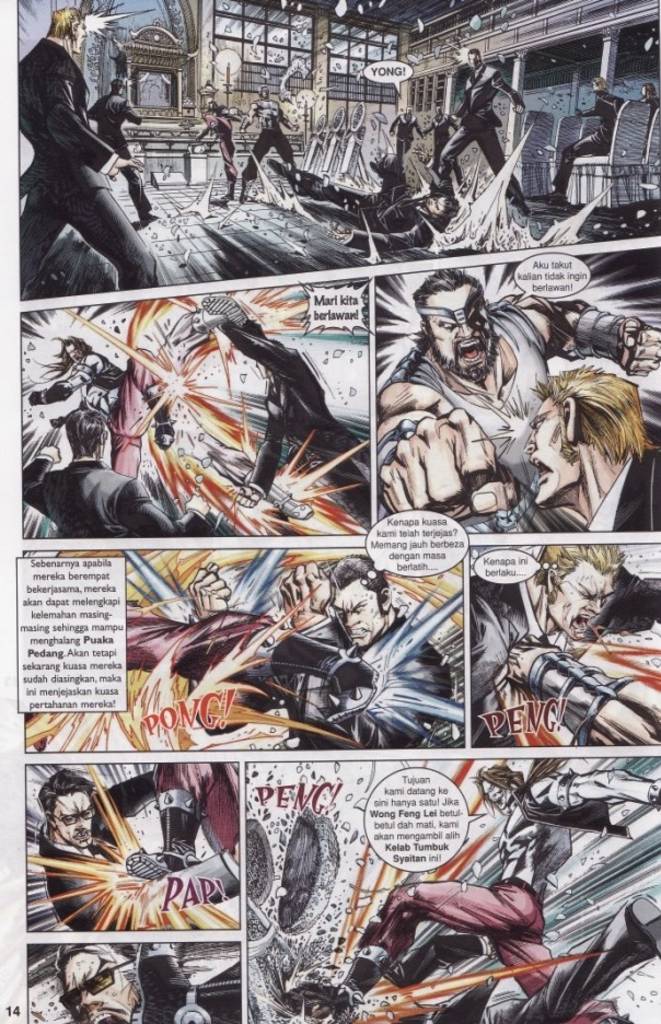 YONG!
Mari kita
berlawan!
Aku takut
kalian tidak ingin
berlawan!
Sebenarnya apabila
mereka berempat
bekerjasama, mereka
akan dapat melengkapi
kelemahan masing-
masing sehingga mampu
menghalang Puaka
Pedang. Akan tetapi
sekarang kuasa mereka
sudah diasingkan, maka
ini menjejaskan kuasa
pertahanan mereka!
PONG!
Kenapa kuasa
kami telah terjejas?
Memang jauh berbeza
dengan masa
berlatih....
Kenapa ini
berlaku....
PENG!
PAP!
PENG!
Tujuan
kami datang ke
sini hanya satu! Jika
Wong Feng Lei betul-
betul dah mati, kami
akan mengambil alih
Kelab Tumbuk
Syaitan ini!
14